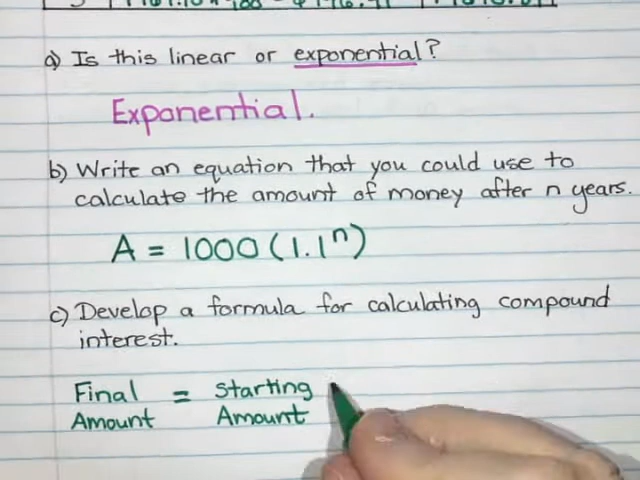 a) Is this linear or exponential?
Exponential.
b) Write an equation that you could use to
calculate the amount of money after n years.
A = 1000 (1.1ⁿ)
c) Develop a formula for calculating compound
interest.
Final = Starting
Amount Amount